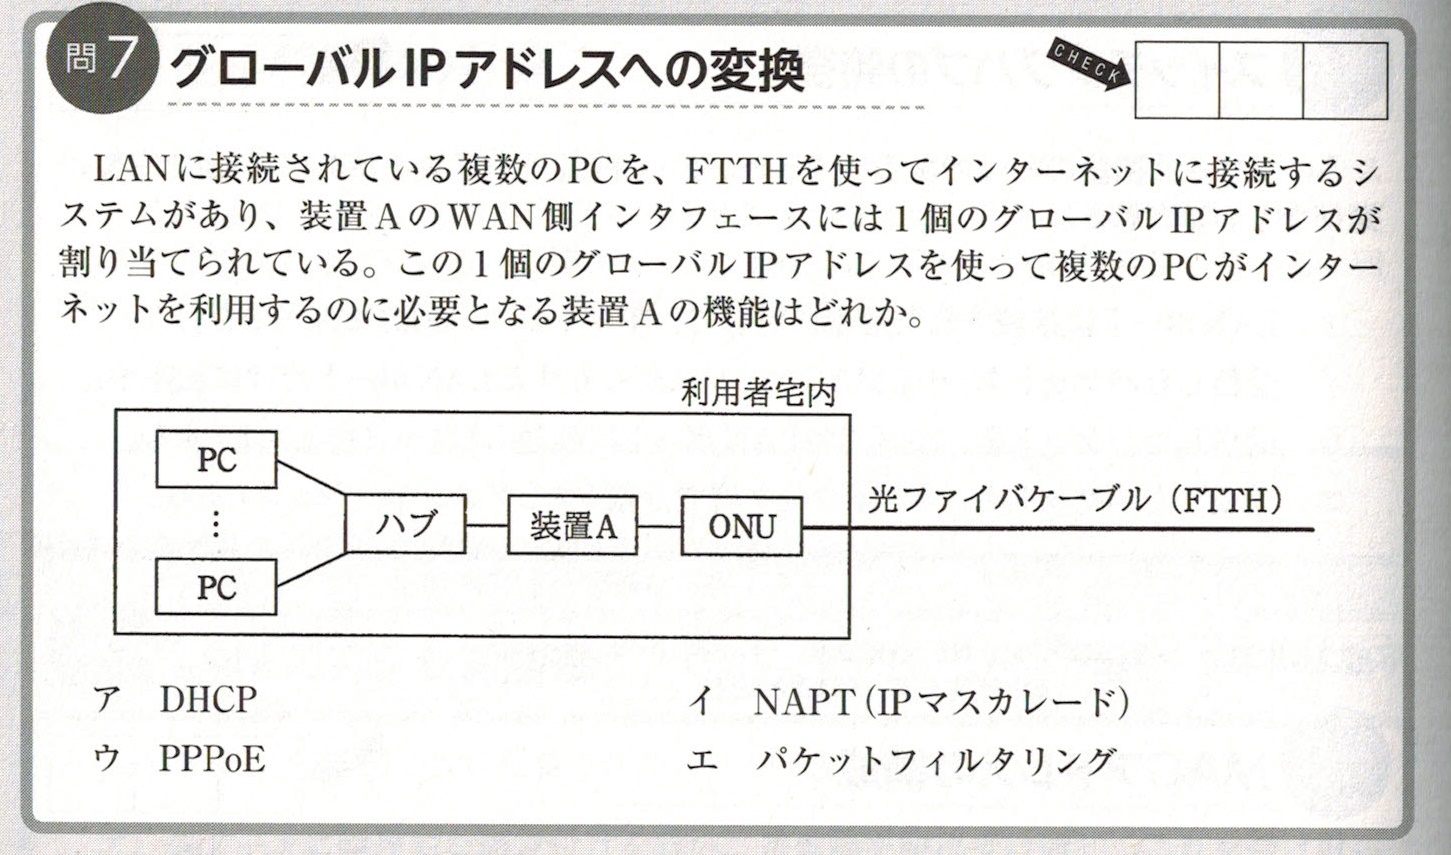 問7 グローバルIPアドレスへの変換
CHECK
LANに接続されている複数のPCを、FTTHを使ってインターネットに接続するシ
ステムがあり、装置AのWAN側インタフェースには1個のグローバルIPアドレスが
割り当てられている。この1個のグローバルIPアドレスを使って複数のPCがインター
ネットを利用するのに必要となる装置Aの機能はどれか。
利用者宅内
PC
⋮
PC
ハブ
装置A
ONU
光ファイバケーブル（FTTH）
ア DHCP
イ NAPT（IPマスカレード）
ウ PPPoE
エ パケットフィルタリング